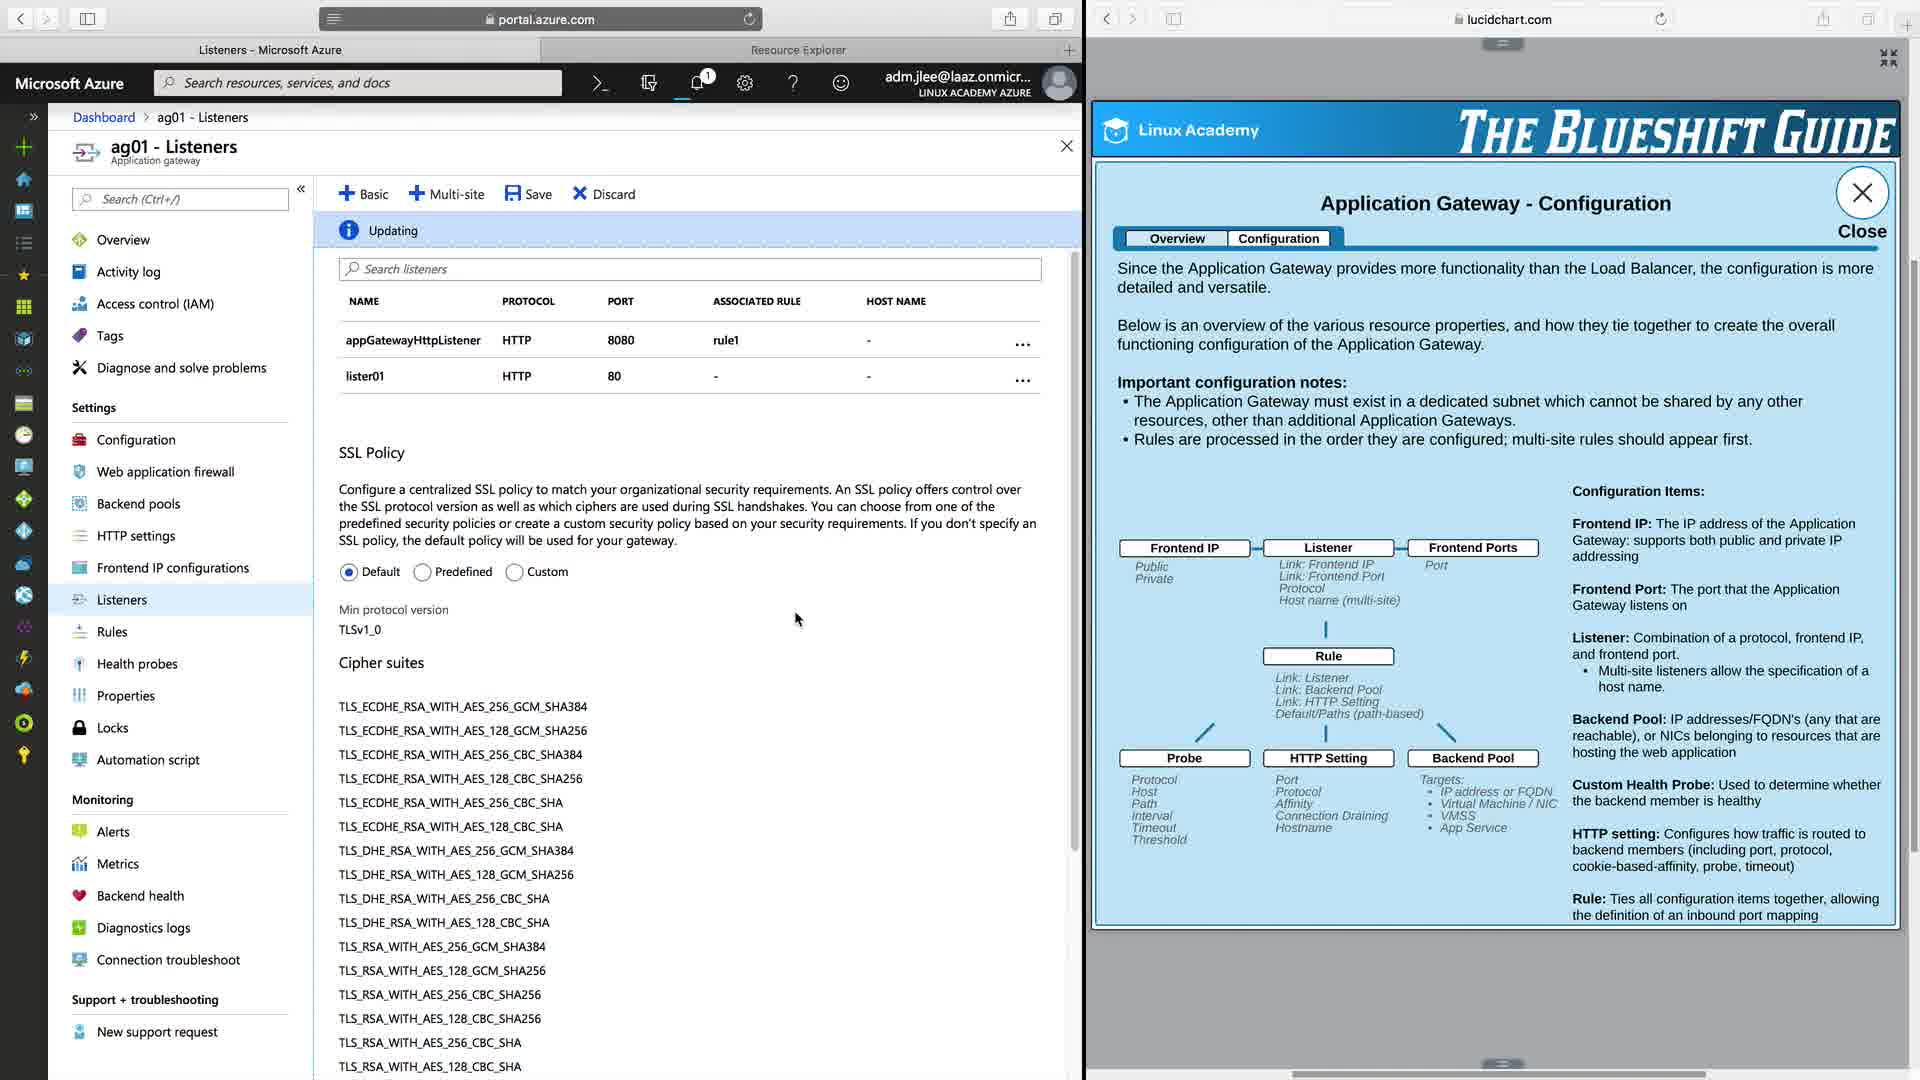 portal.azure.com
Listeners - Microsoft Azure
Resource Explorer
Microsoft Azure
Search resources, services, and docs
1
adm.jlee@laaz.onmicr...
LINUX ACADEMY AZURE
Dashboard > ag01 - Listeners
ag01 - Listeners
Application gateway
Search (Ctrl+/)
Overview
Activity log
Access control (IAM)
Tags
Diagnose and solve problems
Settings
Configuration
Web application firewall
Backend pools
HTTP settings
Frontend IP configurations
Listeners
Rules
Health probes
Properties
Locks
Automation script
Monitoring
Alerts
Metrics
Backend health
Diagnostics logs
Connection troubleshoot
Support + troubleshooting
New support request
Basic Multi-site Save Discard
Updating
Search listeners
NAME PROTOCOL PORT ASSOCIATED RULE HOST NAME
appGatewayHttpListener HTTP 8080 rule1 - ...
lister01 HTTP 80 - - ...
SSL Policy
Configure a centralized SSL policy to match your organizational security requirements. An SSL policy offers control over
the SSL protocol version as well as which ciphers are used during SSL handshakes. You can choose from one of the
predefined security policies or create a custom security policy based on your security requirements. If you don't specify an
SSL policy, the default policy will be used for your gateway.
Default Predefined Custom
Min protocol version
TLSv1_0
Cipher suites
TLS_ECDHE_RSA_WITH_AES_256_GCM_SHA384
TLS_ECDHE_RSA_WITH_AES_128_GCM_SHA256
TLS_ECDHE_RSA_WITH_AES_256_CBC_SHA384
TLS_ECDHE_RSA_WITH_AES_128_CBC_SHA256
TLS_ECDHE_RSA_WITH_AES_256_CBC_SHA
TLS_ECDHE_RSA_WITH_AES_128_CBC_SHA
TLS_DHE_RSA_WITH_AES_256_GCM_SHA384
TLS_DHE_RSA_WITH_AES_128_GCM_SHA256
TLS_DHE_RSA_WITH_AES_256_CBC_SHA
TLS_DHE_RSA_WITH_AES_128_CBC_SHA
TLS_RSA_WITH_AES_256_GCM_SHA384
TLS_RSA_WITH_AES_128_GCM_SHA256
TLS_RSA_WITH_AES_256_CBC_SHA256
TLS_RSA_WITH_AES_128_CBC_SHA256
TLS_RSA_WITH_AES_256_CBC_SHA
TLS_RSA_WITH_AES_128_CBC_SHA
lucidchart.com
Linux Academy
THE BLUESHIFT GUIDE
Application Gateway - Configuration
Close
Overview Configuration
Since the Application Gateway provides more functionality than the Load Balancer, the configuration is more
detailed and versatile.
Below is an overview of the various resource properties, and how they tie together to create the overall
functioning configuration of the Application Gateway.
Important configuration notes:
• The Application Gateway must exist in a dedicated subnet which cannot be shared by any other
resources, other than additional Application Gateways.
• Rules are processed in the order they are configured; multi-site rules should appear first.
Frontend IP
Public
Private
Listener
Link: Frontend IP
Link: Frontend Port
Protocol
Host name (multi-site)
Frontend Ports
Port
Rule
Link: Listener
Link: Backend Pool
Link: HTTP Setting
Default/Paths (path-based)
Probe
Protocol
Host
Path
Interval
Timeout
Threshold
HTTP Setting
Port
Protocol
Affinity
Connection Draining
Hostname
Backend Pool
Targets:
• IP address or FQDN
• Virtual Machine / NIC
• VMSS
• App Service
Configuration Items:
Frontend IP: The IP address of the Application
Gateway: supports both public and private IP
addressing
Frontend Port: The port that the Application
Gateway listens on
Listener: Combination of a protocol, frontend IP,
and frontend port.
• Multi-site listeners allow the specification of a
host name.
Backend Pool: IP addresses/FQDN's (any that are
reachable), or NICs belonging to resources that are
hosting the web application
Custom Health Probe: Used to determine whether
the backend member is healthy
HTTP setting: Configures how traffic is routed to
backend members (including port, protocol,
cookie-based-affinity, probe, timeout)
Rule: Ties all configuration items together, allowing
the definition of an inbound port mapping